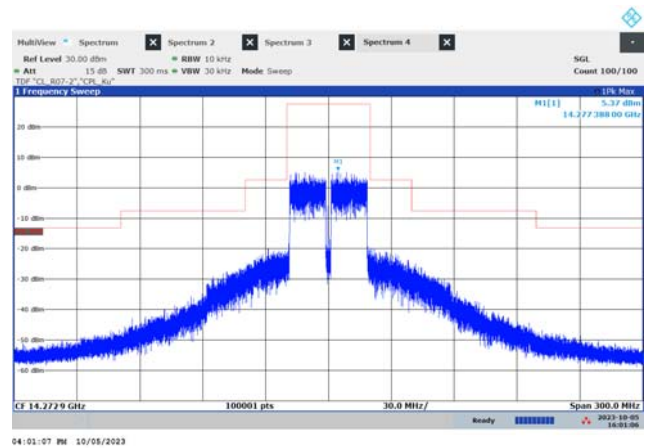 MultiView Spectrum X Spectrum 2 X Spectrum 3 X Spectrum 4 X
Ref Level 30.00 dBm RBW 10 kHz SGL
Att 15 dB SWT 300 ms VBW 30 kHz Mode Sweep Count 100/100
TDF "CL_R07-2","CPL_Ku"
1 Frequency Sweep 1Pk Max
M1[1] 5.37 dBm
14.277 388 00 GHz
20 dBm
10 dBm
M1
0 dBm
-10 dBm
-20 dBm
-30 dBm
-40 dBm
-50 dBm
-60 dBm
CF 14.2729 GHz 100001 pts 30.0 MHz/ Span 300.0 MHz
Ready 2023-10-05
16:01:06
04:01:07 PM 10/05/2023